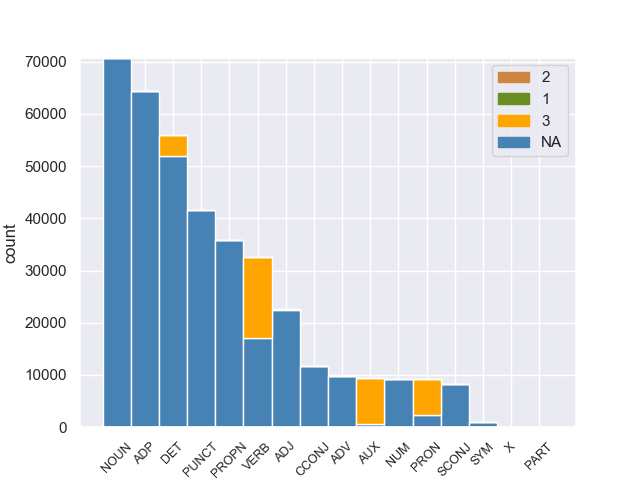 70000
60000
50000
40000
30000
20000
10000
0
count
2
1
3
NA
NOUN
ADP
DET
PUNCT
PROPN
VERB
ADJ
CCONJ
ADV
AUX
NUM
PRON
SCONJ
SYM
X
PART